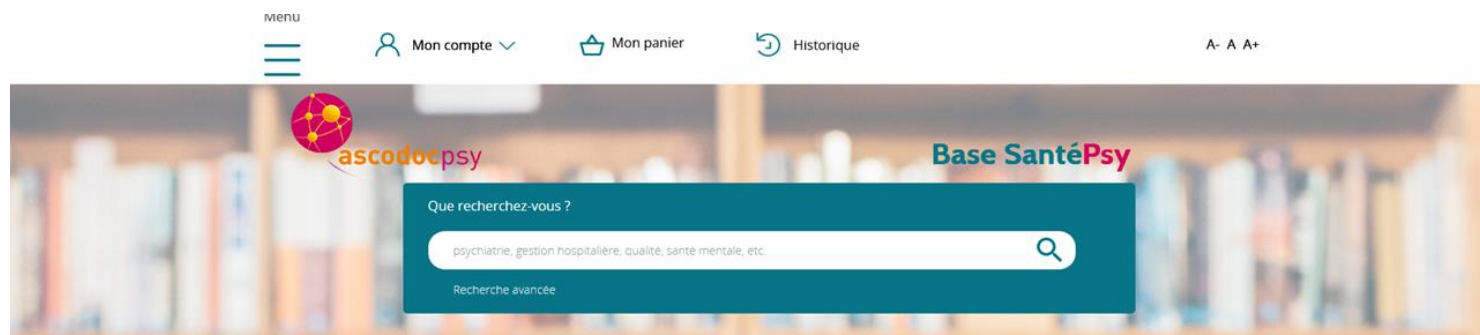 Menu
Mon compte
Mon panier
Historique
A- A A+
ascodocpsy
Base SantéPsy
Que recherchez-vous ?
psychiatrie, gestion hospitalière, qualité, santé mentale, etc.
Recherche avancée